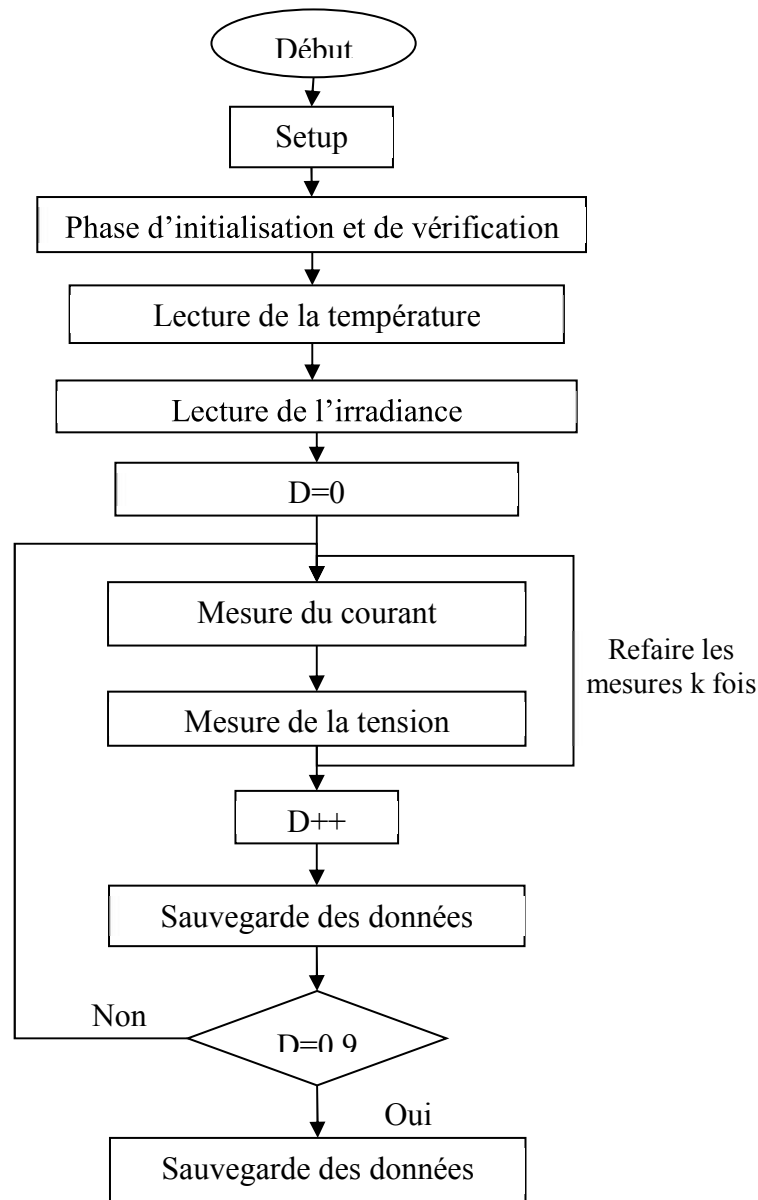 Début
Setup
Phase d’initialisation et de vérification
Lecture de la température
Lecture de l’irradiance
D=0
Mesure du courant
Refaire les
mesures k fois
Mesure de la tension
D++
Sauvegarde des données
Non
D=0.9
Oui
Sauvegarde des données